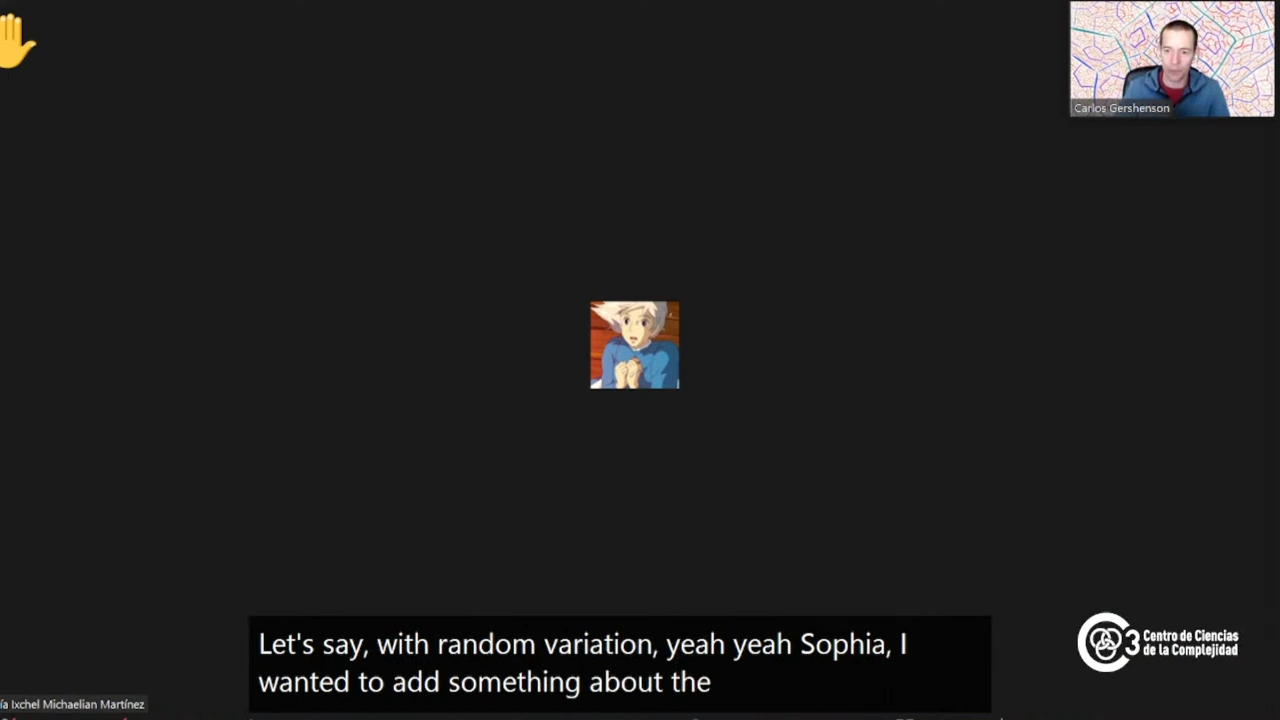 Carlos Gershenson
Let's say, with random variation, yeah yeah Sophia, I
wanted to add something about the
3 Centro de Ciencias
de la Complejidad
ía Ixchel Michaelian Martínez